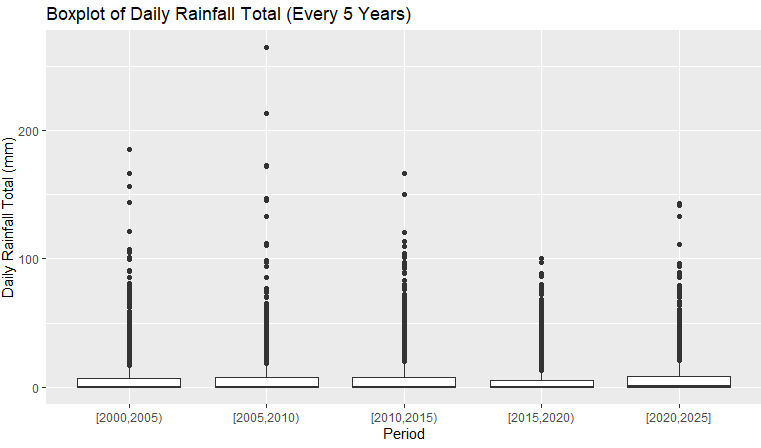 Boxplot of Daily Rainfall Total (Every 5 Years)
Daily Rainfall Total (mm)
200
100
0
[2000,2005)
[2005,2010)
[2010,2015)
[2015,2020)
[2020,2025]
Period